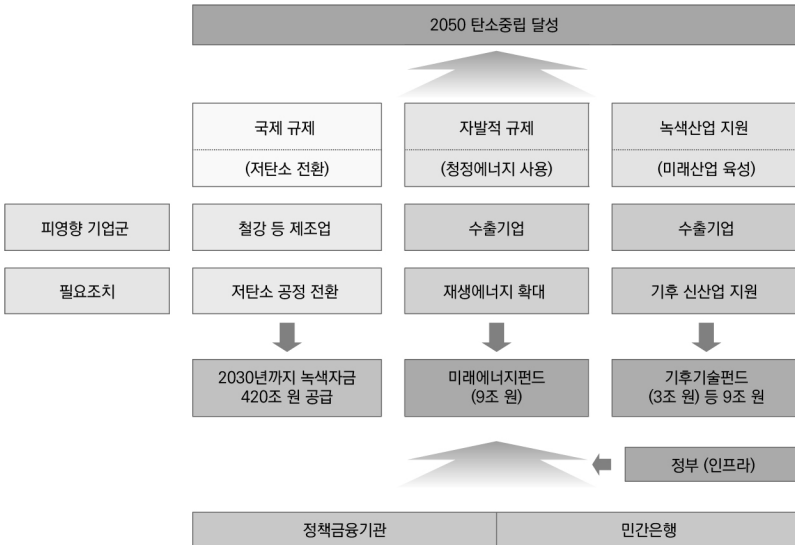 2050 탄소중립 달성
국제 규제
(저탄소 전환)
자발적 규제
(청정에너지 사용)
녹색산업 지원
(미래산업 육성)
피영향 기업군
철강 등 제조업
수출기업
수출기업
필요조치
저탄소 공정 전환
재생에너지 확대
기후 신산업 지원
2030년까지 녹색자금
420조 원 공급
미래에너지펀드
(9조 원)
기후기술펀드
(3조 원) 등 9조 원
정부 (인프라)
정책금융기관
민간은행